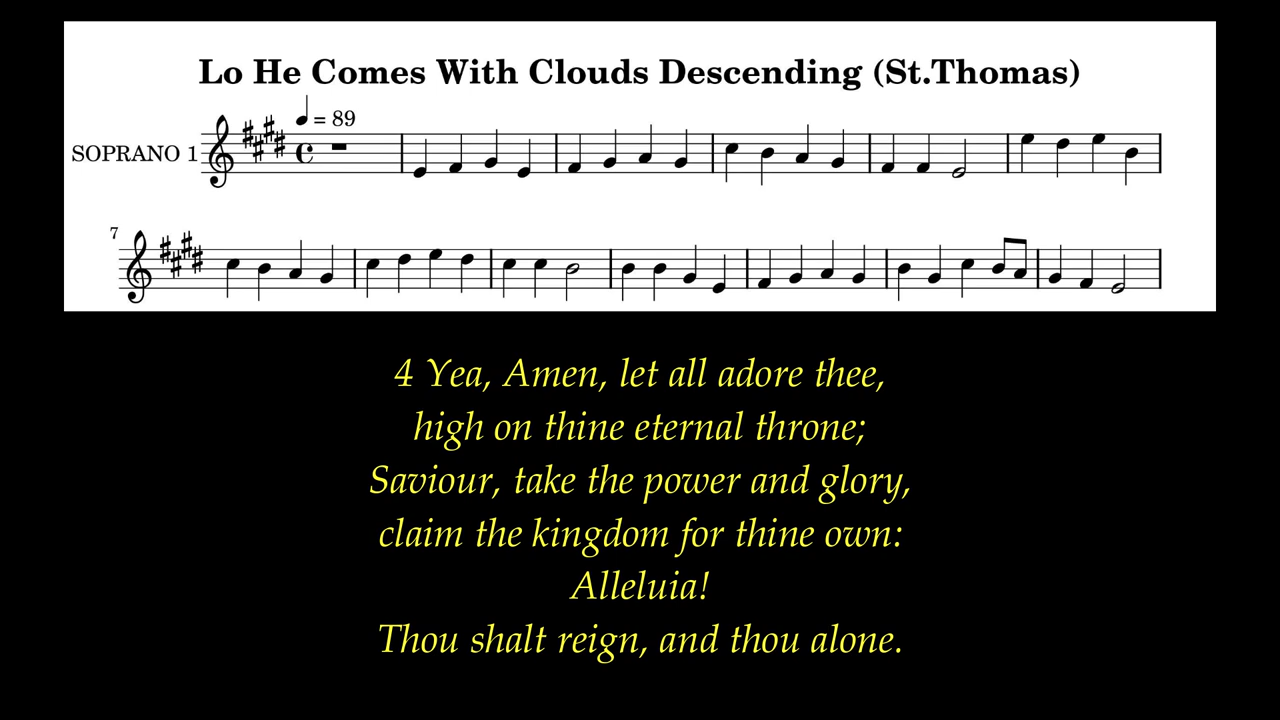 Lo He Comes With Clouds Descending (St.Thomas)
= 89
SOPRANO 1
7
4 Yea, Amen, let all adore thee,
high on thine eternal throne;
Saviour, take the power and glory,
claim the kingdom for thine own:
Alleluia!
Thou shalt reign, and thou alone.